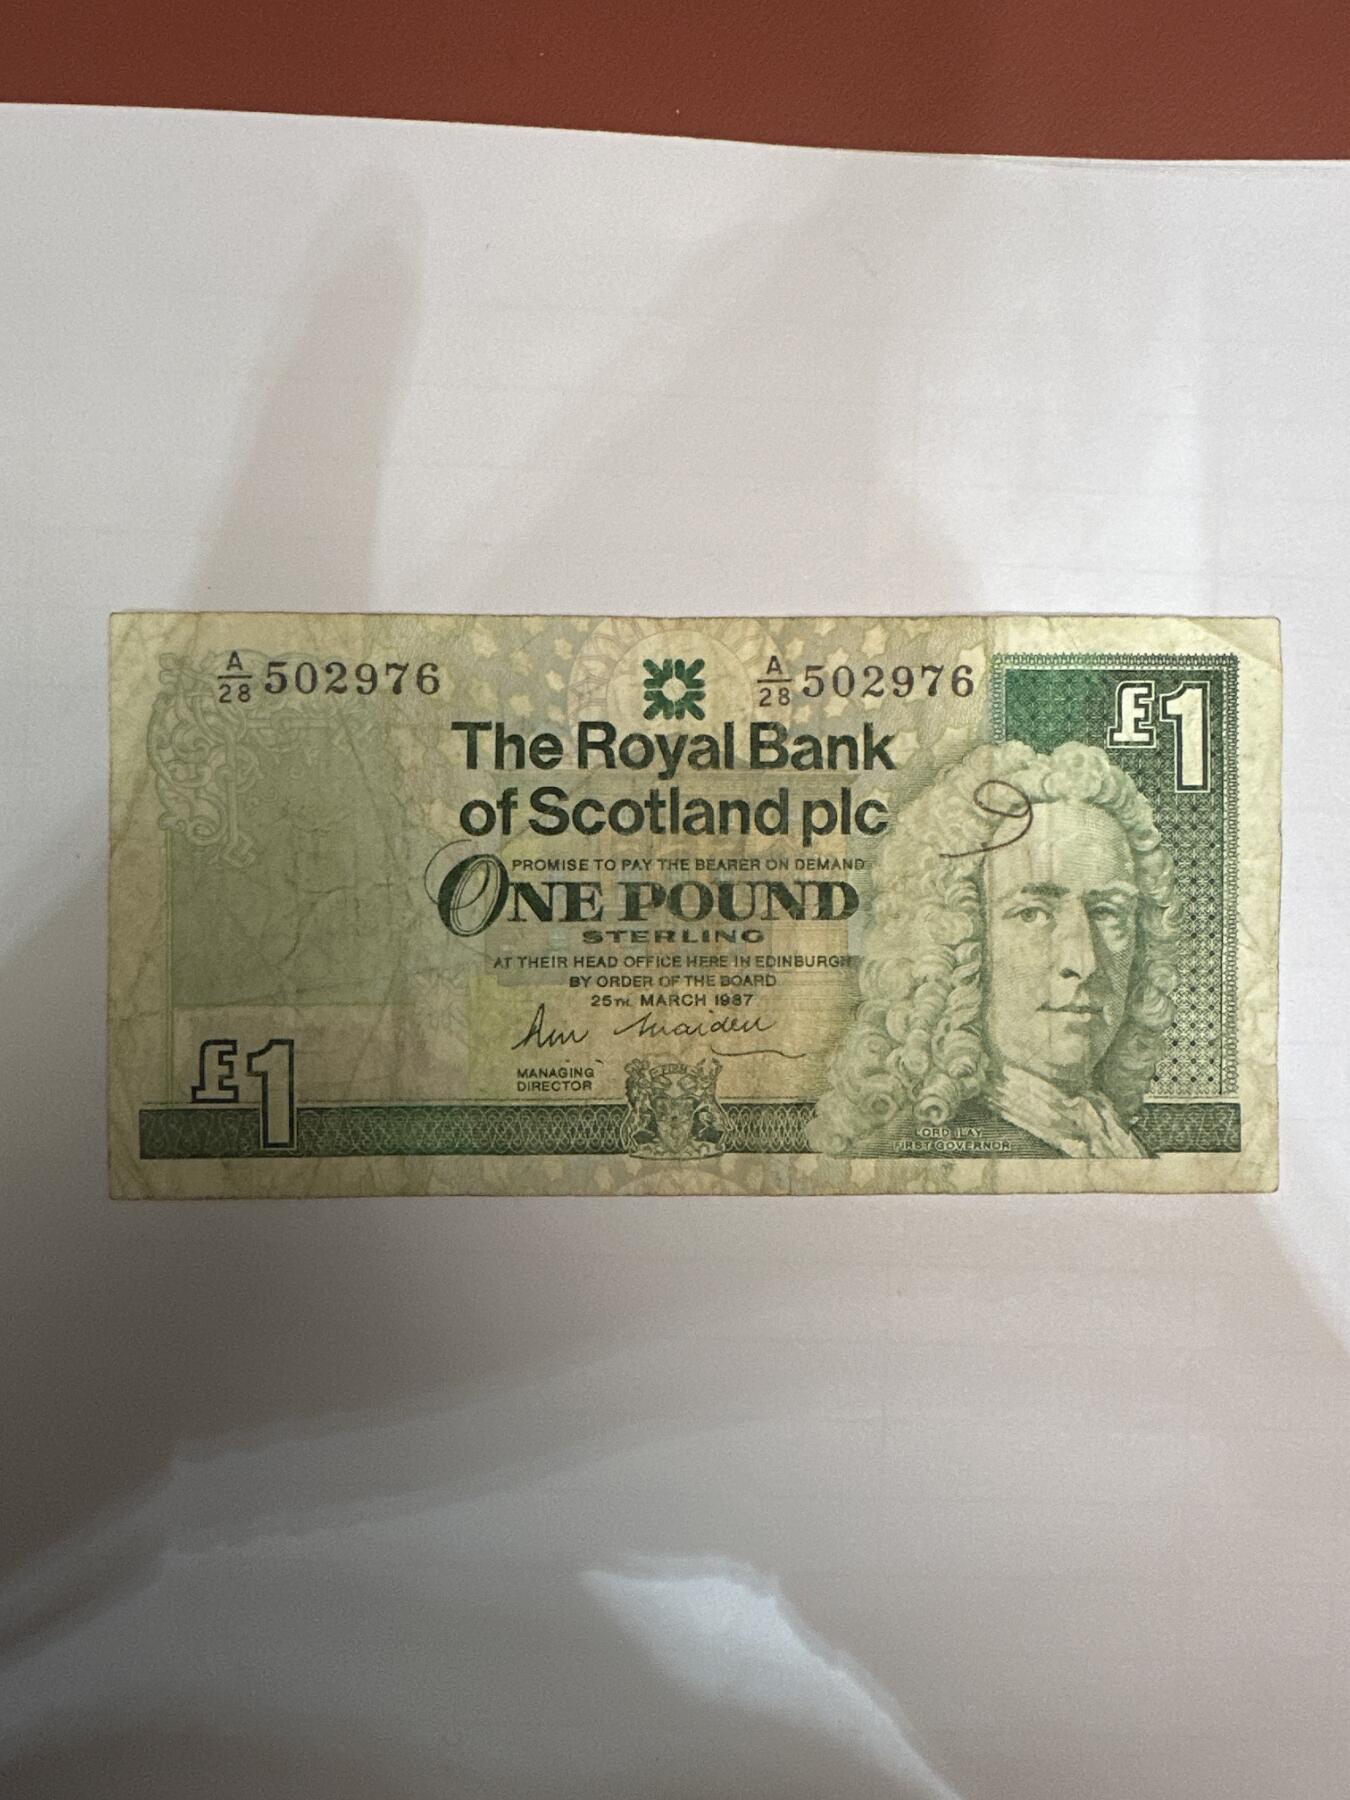 A/28 502976
A/28 502976
£1
The Royal Bank
of Scotland plc
9
PROMISE TO PAY THE BEARER ON DEMAND
ONE POUND
STERLING
AT THEIR HEAD OFFICE HERE IN EDINBURGH
BY ORDER OF THE BOARD
25TH. MARCH 1987
MANAGING
DIRECTOR
£1
LORD ILAY
FIRST GOVERNOR